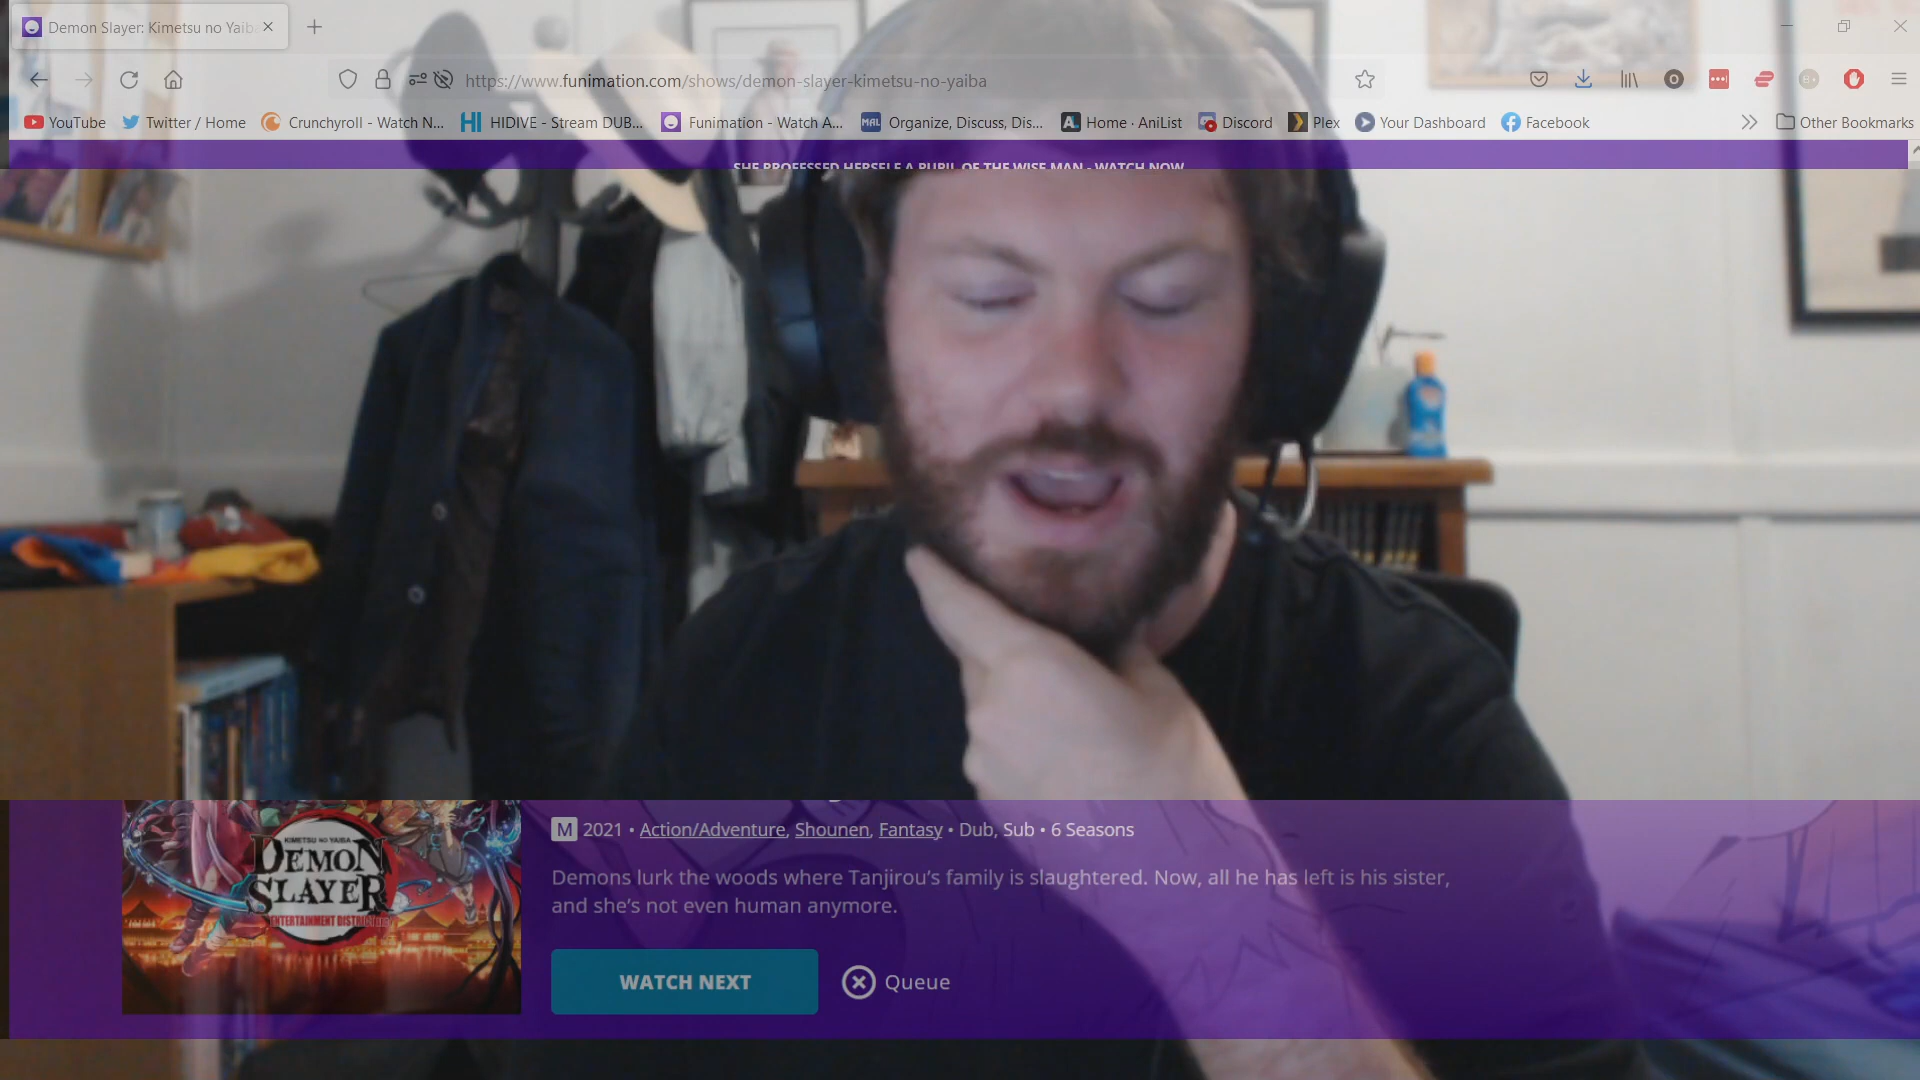 Demon Slayer: Kimetsu no Yaiba
https://www.funimation.com/shows/demon-slayer-kimetsu-no-yaiba
YouTube Twitter / Home Crunchyroll - Watch N... HIDIVE - Stream DUB... Funimation - Watch A... MAL Organize, Discuss, Dis... A. Home · AniList Discord Plex Your Dashboard Facebook Other Bookmarks
SHE PROFESSED HERSELF A PUPIL OF THE WISE MAN - WATCH NOW
M 2021 • Action/Adventure, Shounen, Fantasy • Dub, Sub • 6 Seasons
KIMETSU NO YAIBA
DEMON
SLAYER
Demons lurk the woods where Tanjirou's family is slaughtered. Now, all he has left is his sister,
and she's not even human anymore.
WATCH NEXT Queue